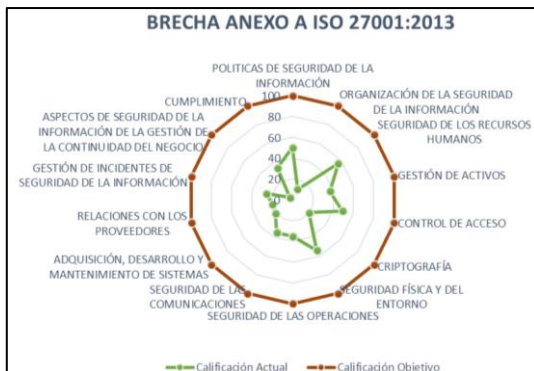 BRECHA ANEXO A ISO 27001:2013
POLITICAS DE SEGURIDAD DE LA
INFORMACIÓN
ORGANIZACIÓN DE LA SEGURIDAD
DE LA INFORMACIÓN
SEGURIDAD DE LOS RECURSOS
HUMANOS
GESTIÓN DE ACTIVOS
CONTROL DE ACCESO
CRIPTOGRAFÍA
SEGURIDAD FÍSICA Y DEL
ENTORNO
SEGURIDAD DE LAS OPERACIONES
SEGURIDAD DE LAS
COMUNICACIONES
ADQUISICIÓN, DESARROLLO Y
MANTENIMIENTO DE SISTEMAS
RELACIONES CON LOS
PROVEEDORES
GESTIÓN DE INCIDENTES DE
SEGURIDAD DE LA INFORMACIÓN
ASPECTOS DE SEGURIDAD DE LA
INFORMACIÓN DE LA GESTIÓN DE
LA CONTINUIDAD DEL NEGOCIO
CUMPLIMIENTO
100
80
60
40
20
Calificación Actual
Calificación Objetivo